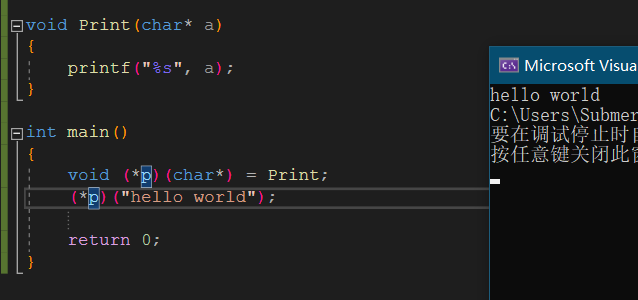 void Print(char* a)
{
printf("%s", a);
}
int main()
{
void (*p)(char*) = Print;
(*p)("hello world");
return 0;
}
Microsoft Visua
hello world
C:\Users\Submer
要在调试停止时自
按任意键关闭此窗